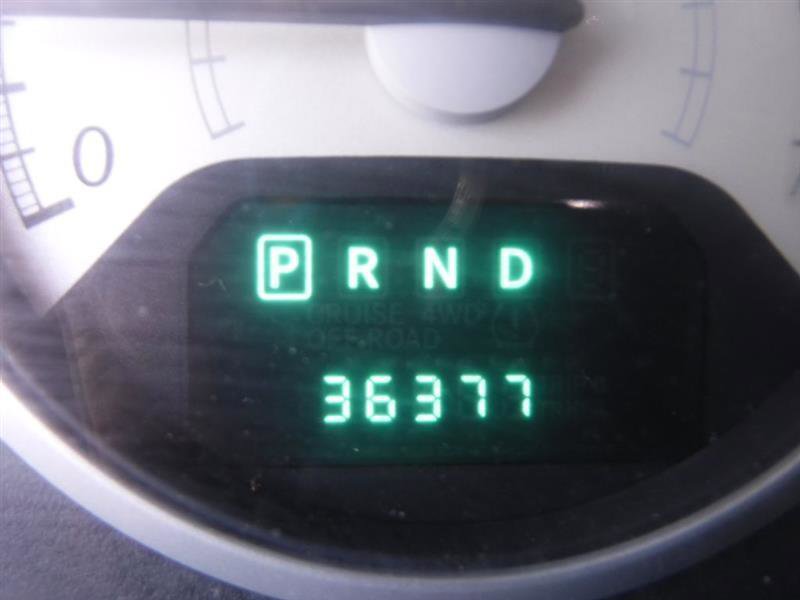 0
P R N D
CRUISE 4WD
OFF-ROAD
36377